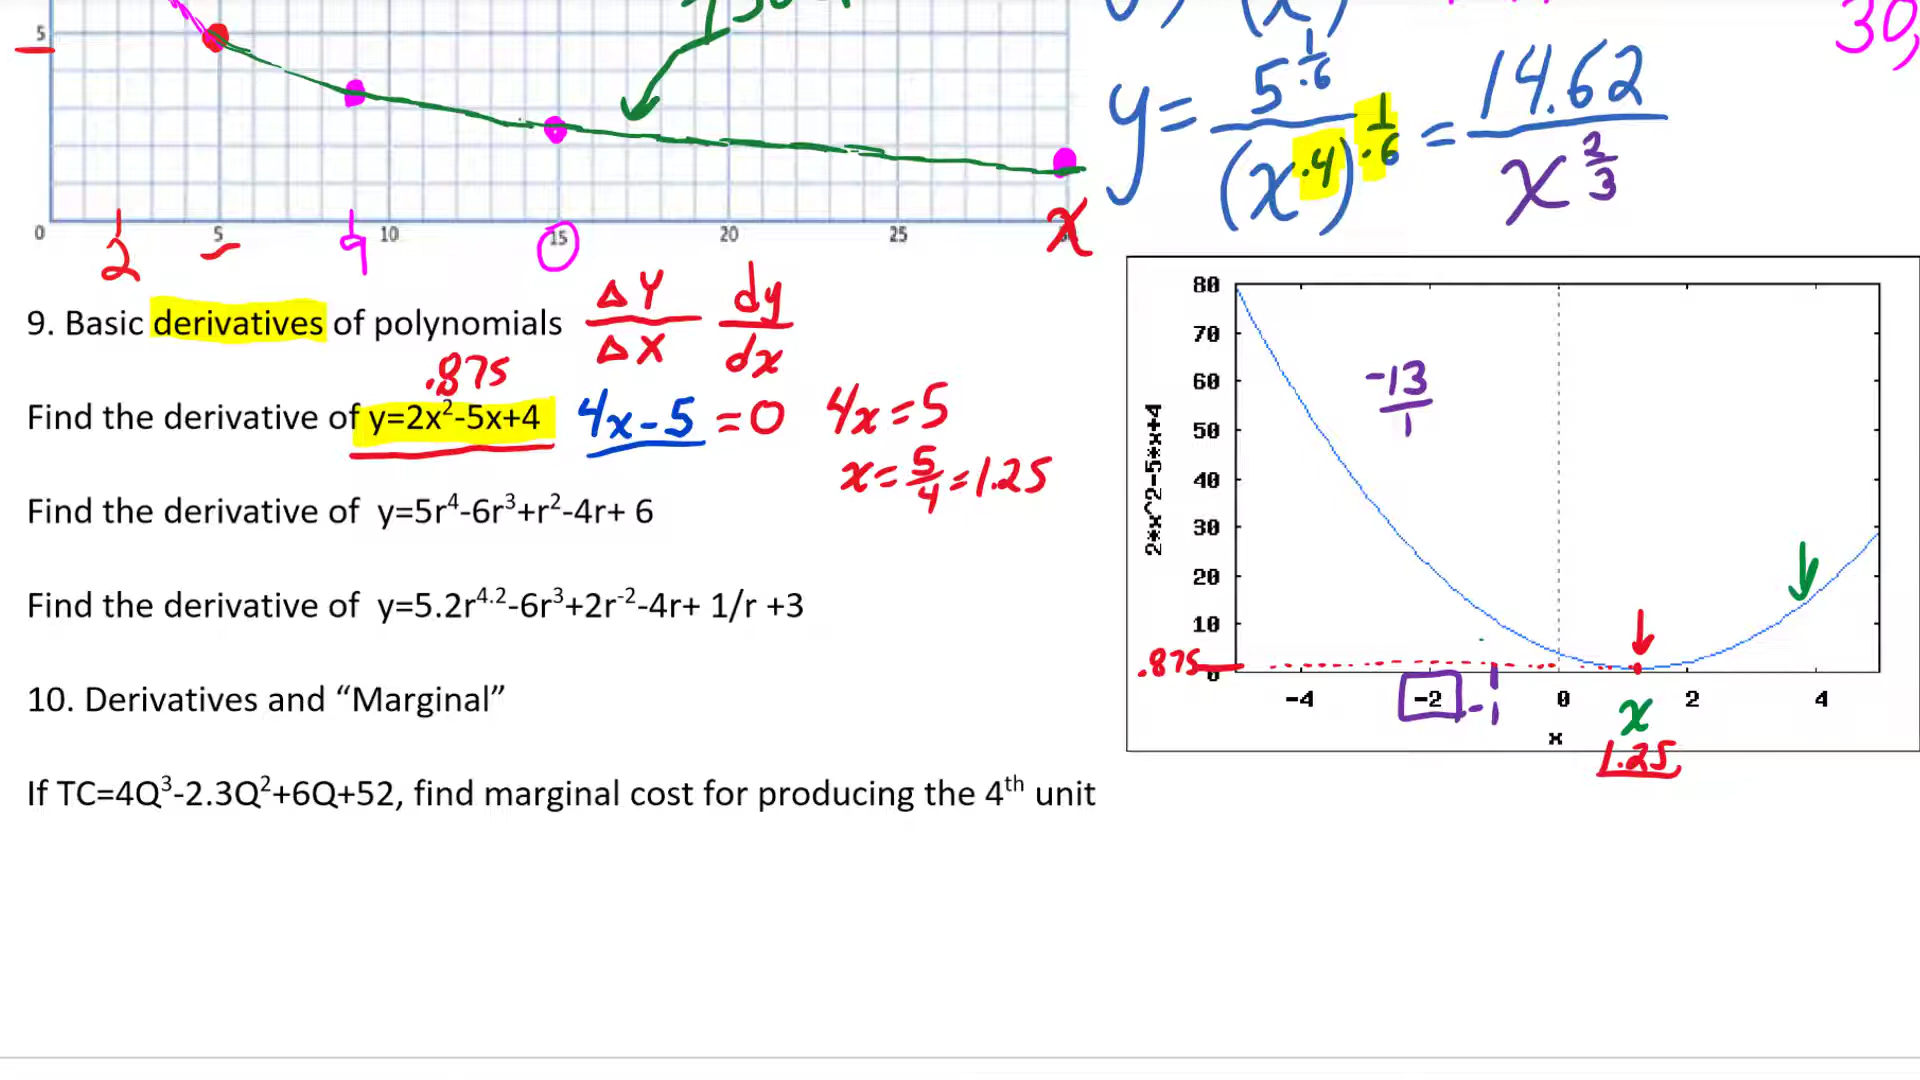 5
0 5 10 15 20 25
2 9 x
y = 5^(1/.6) / (x^.4)^(1/.6) = 14.62 / x^(2/3)
30,
9. Basic derivatives of polynomials ΔY/ΔX dy/dx
.875
Find the derivative of y=2x²-5x+4 4x-5 =0 4x=5
x=5/4=1.25
Find the derivative of y=5r⁴-6r³+r²-4r+ 6
Find the derivative of y=5.2r^4.2-6r³+2r^-2-4r+ 1/r +3
10. Derivatives and “Marginal”
If TC=4Q³-2.3Q²+6Q+52, find marginal cost for producing the 4th unit
2*x^2-5*x+4
80
70
60
50
40
30
20
10
0
-13/1
.875
-4 -2 -1 0 x 2 4
x
1.25